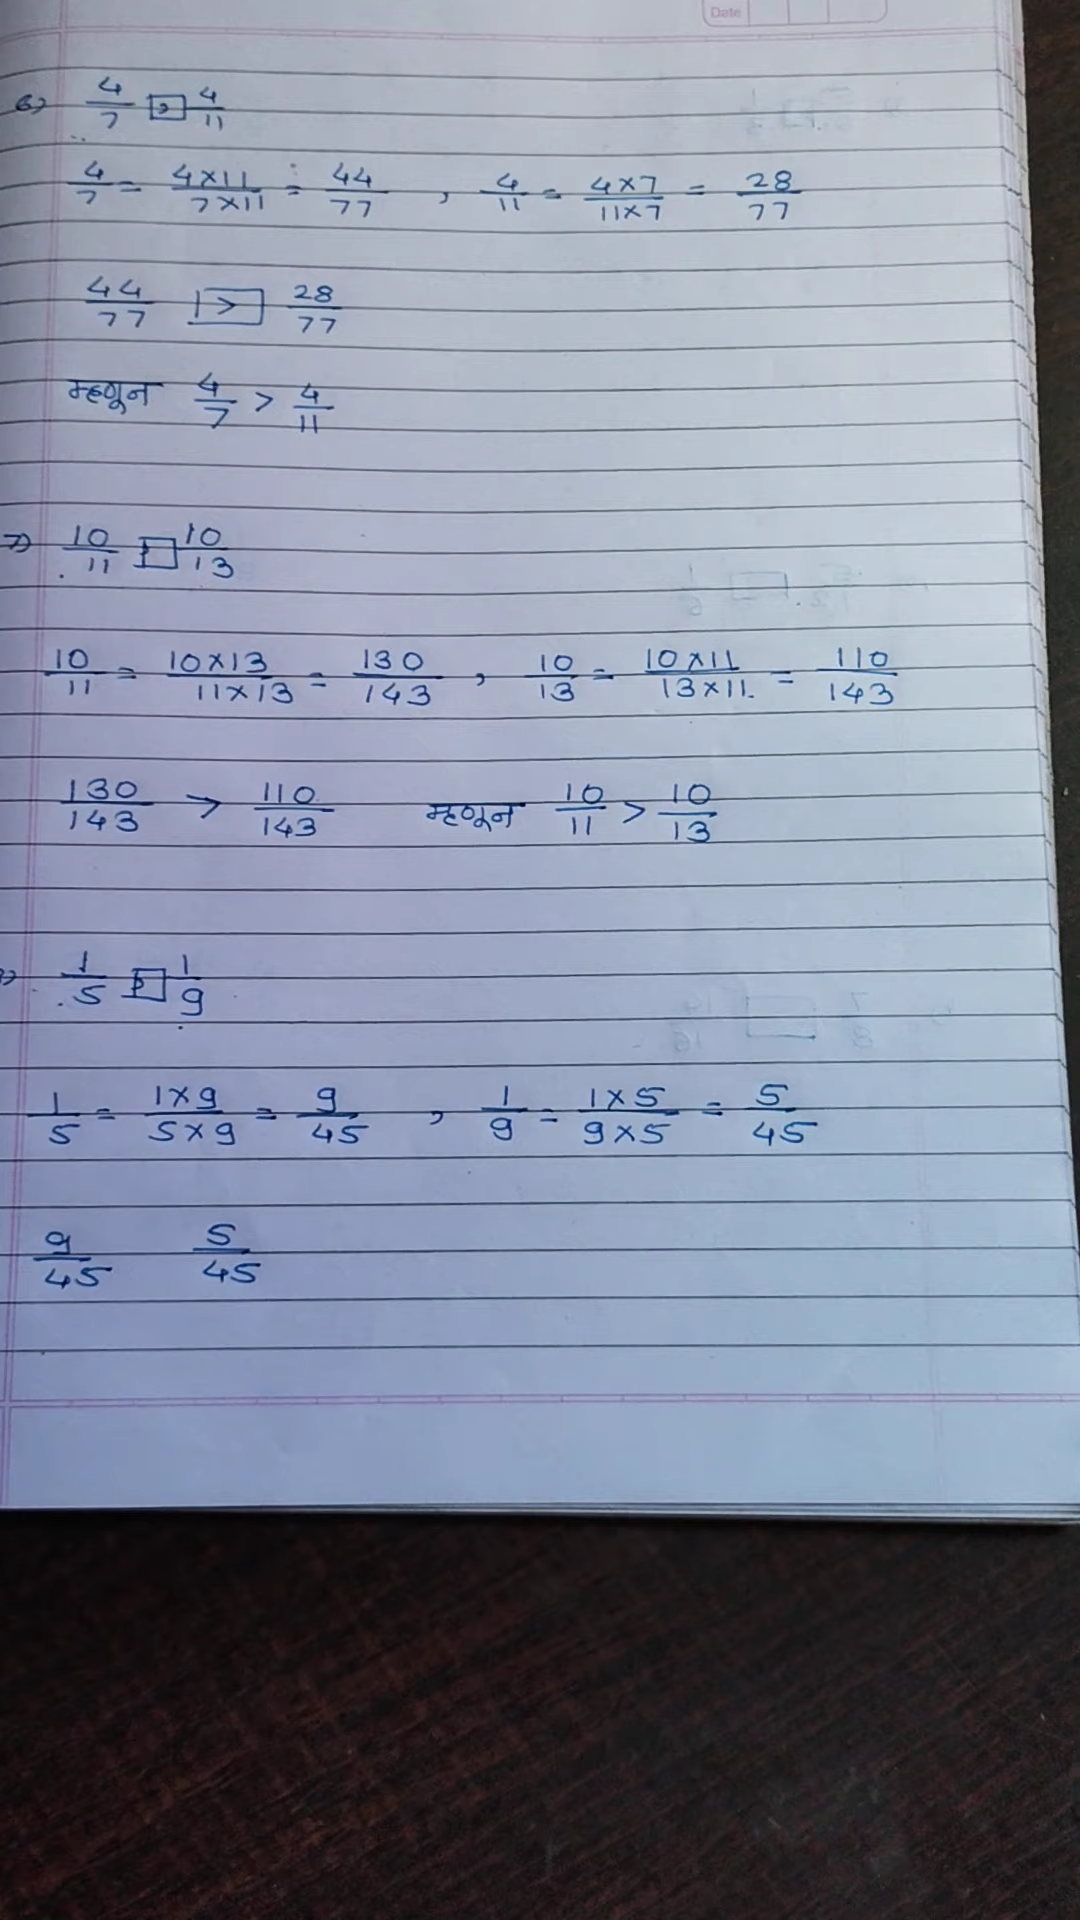 Date
6) 4/7 [>] 4/11
4/7 = 4×11/7×11 = 44/77 , 4/11 = 4×7/11×7 = 28/77
44/77 [>] 28/77
म्हणून 4/7 > 4/11
7) 10/11 □ 10/13
10/11 = 10×13/11×13 = 130/143 , 10/13 = 10×11/13×11 = 110/143
130/143 > 110/143 म्हणून 10/11 > 10/13
1/5 □ 1/9
1/5 = 1×9/5×9 = 9/45 , 1/9 = 1×5/9×5 = 5/45
9/45 5/45